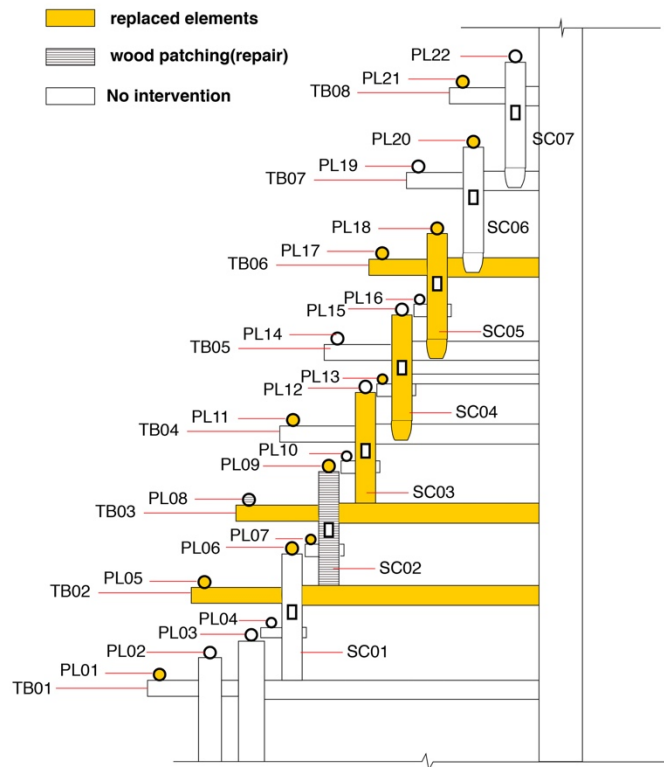 replaced elements
wood patching(repair)
No intervention
PL22
PL21
TB08
PL20
SC07
PL19
TB07
PL18
SC06
PL17
TB06
PL16
PL15
SC05
PL14
TB05
PL13
PL12
SC04
PL11
TB04
PL10
PL09
SC03
PL08
TB03
PL07
PL06
SC02
PL05
TB02
PL04
PL03
PL02
SC01
PL01
TB01